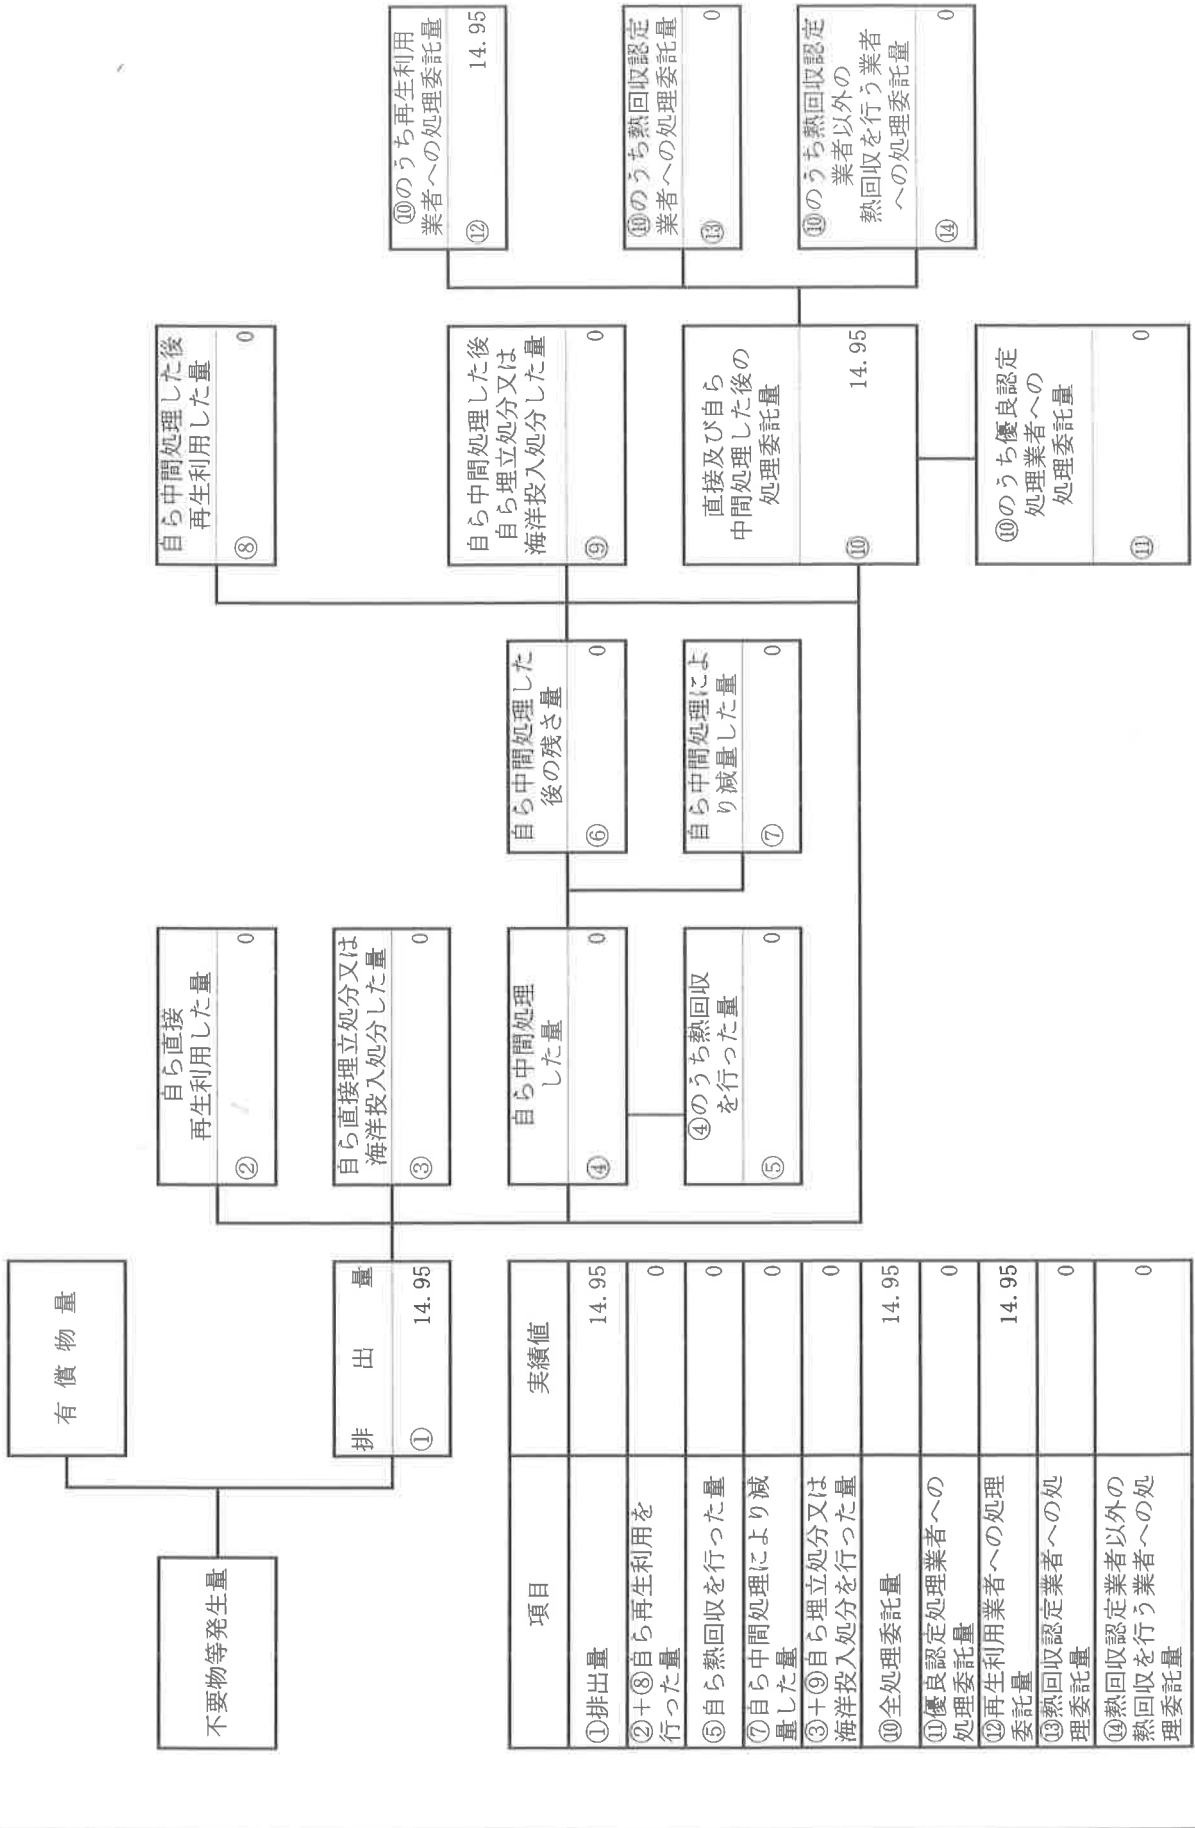 不要物等発生量
有償物量
排出量
① 14.95
自ら直接
再生利用した量
② 0
自ら直接埋立処分又は
海洋投入処分した量
③ 0
自ら中間処理
した量
④ 0
④のうち熱回収
を行った量
⑤ 0
自ら中間処理した
後の残さ量
⑥ 0
自ら中間処理によ
り減量した量
⑦ 0
自ら中間処理した後
再生利用した量
⑧ 0
自ら中間処理した後
自ら埋立処分又は
海洋投入処分した量
⑨ 0
直接及び自ら
中間処理した後の
処理委託量
⑩ 14.95
⑩のうち優良認定
処理業者への
処理委託量
⑪ 0
⑩のうち再生利用
業者への処理委託量
⑫ 14.95
⑩のうち熱回収認定
業者への処理委託量
⑬ 0
⑩のうち熱回収認定
業者以外の
熱回収を行う業者
への処理委託量
⑭ 0
項目 実績値
①排出量 14.95
②+⑧自ら再生利用を
行った量 0
⑤自ら熱回収を行った量 0
⑦自ら中間処理により減
量した量 0
③+⑨自ら埋立処分又は
海洋投入処分を行った量 0
⑩全処理委託量 14.95
⑪優良認定処理業者への
処理委託量 0
⑫再生利用業者への処理
委託量 14.95
⑬熱回収認定業者への処
理委託量 0
⑭熱回収認定業者以外の
熱回収を行う業者への処
理委託量 0